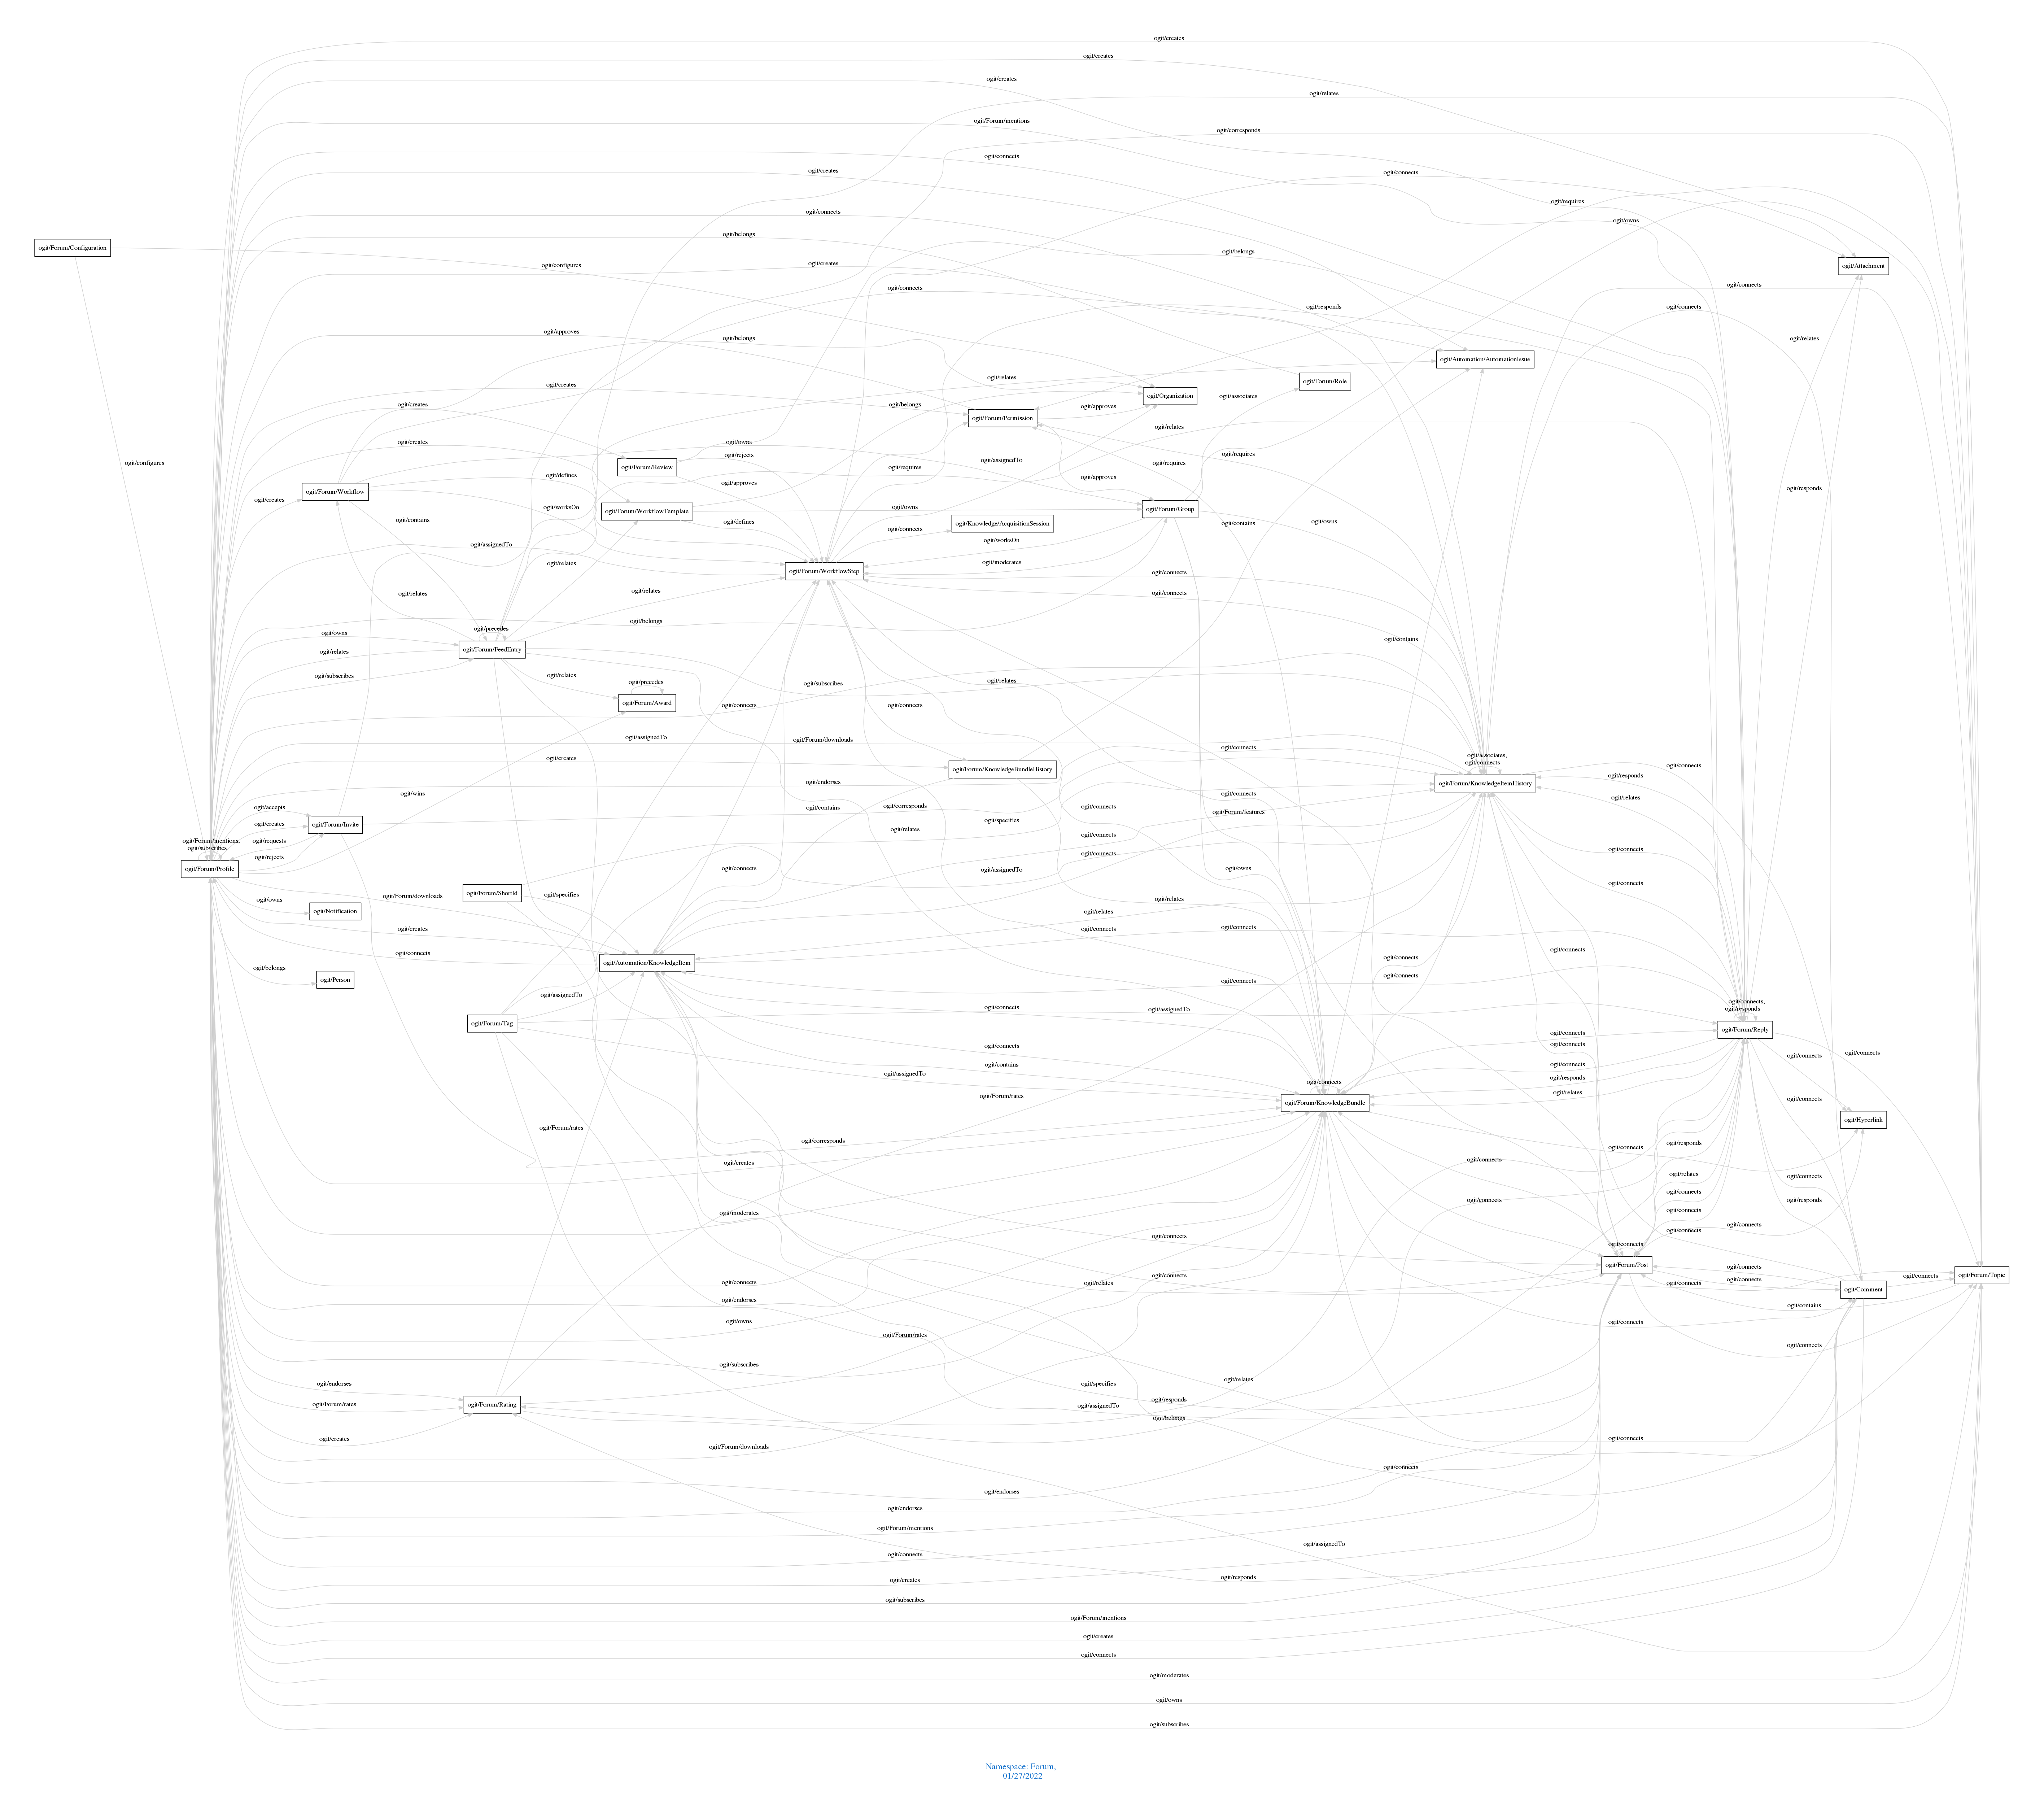 ogit/creates
ogit/creates
ogit/creates
ogit/relates
ogit/Forum/mentions
ogit/corresponds
ogit/connects
ogit/creates
ogit/connects
ogit/requires
ogit/connects
ogit/owns
ogit/belongs
ogit/Forum/Configuration
ogit/belongs
ogit/configures
ogit/creates
ogit/Attachment
ogit/connects
ogit/connects
ogit/responds
ogit/connects
ogit/approves
ogit/belongs
ogit/relates
ogit/Automation/AutomationIssue
ogit/relates
ogit/Forum/Role
ogit/creates
ogit/Organization
ogit/associates
ogit/creates
ogit/belongs
ogit/approves
ogit/Forum/Permission
ogit/relates
ogit/creates
ogit/owns
ogit/rejects
ogit/requires
ogit/assignedTo
ogit/configures
ogit/requires
ogit/Forum/Review
ogit/requires
ogit/defines
ogit/approves
ogit/approves
ogit/responds
ogit/Forum/Workflow
ogit/creates
ogit/worksOn
ogit/owns
ogit/Forum/Group
ogit/Forum/WorkflowTemplate
ogit/contains
ogit/defines
ogit/Knowledge/AcquisitionSession
ogit/contains
ogit/owns
ogit/connects
ogit/worksOn
ogit/assignedTo
ogit/relates
ogit/moderates
ogit/Forum/WorkflowStep
ogit/connects
ogit/relates
ogit/relates
ogit/connects
ogit/belongs
ogit/precedes
ogit/owns
ogit/contains
ogit/Forum/FeedEntry
ogit/relates
ogit/subscribes
ogit/relates
ogit/precedes
ogit/subscribes
ogit/relates
ogit/Forum/Award
ogit/connects
ogit/connects
ogit/assignedTo
ogit/Forum/downloads
ogit/connects
ogit/associates,
ogit/connects
ogit/creates
ogit/Forum/KnowledgeBundleHistory
ogit/connects
ogit/responds
ogit/endorses
ogit/Forum/KnowledgeItemHistory
ogit/wins
ogit/connects
ogit/relates
ogit/accepts
ogit/contains
ogit/corresponds
ogit/connects
ogit/Forum/features
ogit/Forum/Invite
ogit/creates
ogit/specifies
ogit/relates
ogit/connects
ogit/Forum/mentions,
ogit/subscribes
ogit/requests
ogit/connects
ogit/connects
ogit/rejects
ogit/Forum/Profile
ogit/connects
ogit/assignedTo
ogit/owns
ogit/connects
ogit/Forum/downloads
ogit/Forum/ShortId
ogit/specifies
ogit/owns
ogit/relates
ogit/Notification
ogit/relates
ogit/creates
ogit/connects
ogit/connects
ogit/connects
ogit/connects
ogit/Automation/KnowledgeItem
ogit/connects
ogit/belongs
ogit/Person
ogit/connects
ogit/connects
ogit/assignedTo
ogit/connects
ogit/assignedTo
ogit/connects,
ogit/responds
ogit/Forum/Tag
ogit/Forum/Reply
ogit/connects
ogit/connects
ogit/connects
ogit/connects
ogit/connects
ogit/contains
ogit/connects
ogit/assignedTo
ogit/responds
ogit/connects
ogit/connects
ogit/Forum/rates
ogit/relates
ogit/Forum/KnowledgeBundle
ogit/Hyperlink
ogit/Forum/rates
ogit/corresponds
ogit/responds
ogit/connects
ogit/creates
ogit/connects
ogit/relates
ogit/connects
ogit/connects
ogit/connects
ogit/responds
ogit/moderates
ogit/connects
ogit/connects
ogit/connects
ogit/connects
ogit/connects
ogit/connects
ogit/Forum/Post
ogit/connects
ogit/connects
ogit/Forum/Topic
ogit/connects
ogit/relates
ogit/connects
ogit/connects
ogit/Comment
ogit/endorses
ogit/contains
ogit/owns
ogit/connects
ogit/Forum/rates
ogit/connects
ogit/subscribes
ogit/relates
ogit/endorses
ogit/specifies
ogit/responds
ogit/Forum/rates
ogit/Forum/Rating
ogit/assignedTo
ogit/belongs
ogit/creates
ogit/connects
ogit/Forum/downloads
ogit/connects
ogit/endorses
ogit/endorses
ogit/Forum/mentions
ogit/assignedTo
ogit/connects
ogit/responds
ogit/creates
ogit/subscribes
ogit/Forum/mentions
ogit/creates
ogit/connects
ogit/moderates
ogit/owns
ogit/subscribes
Namespace: Forum,
01/27/2022